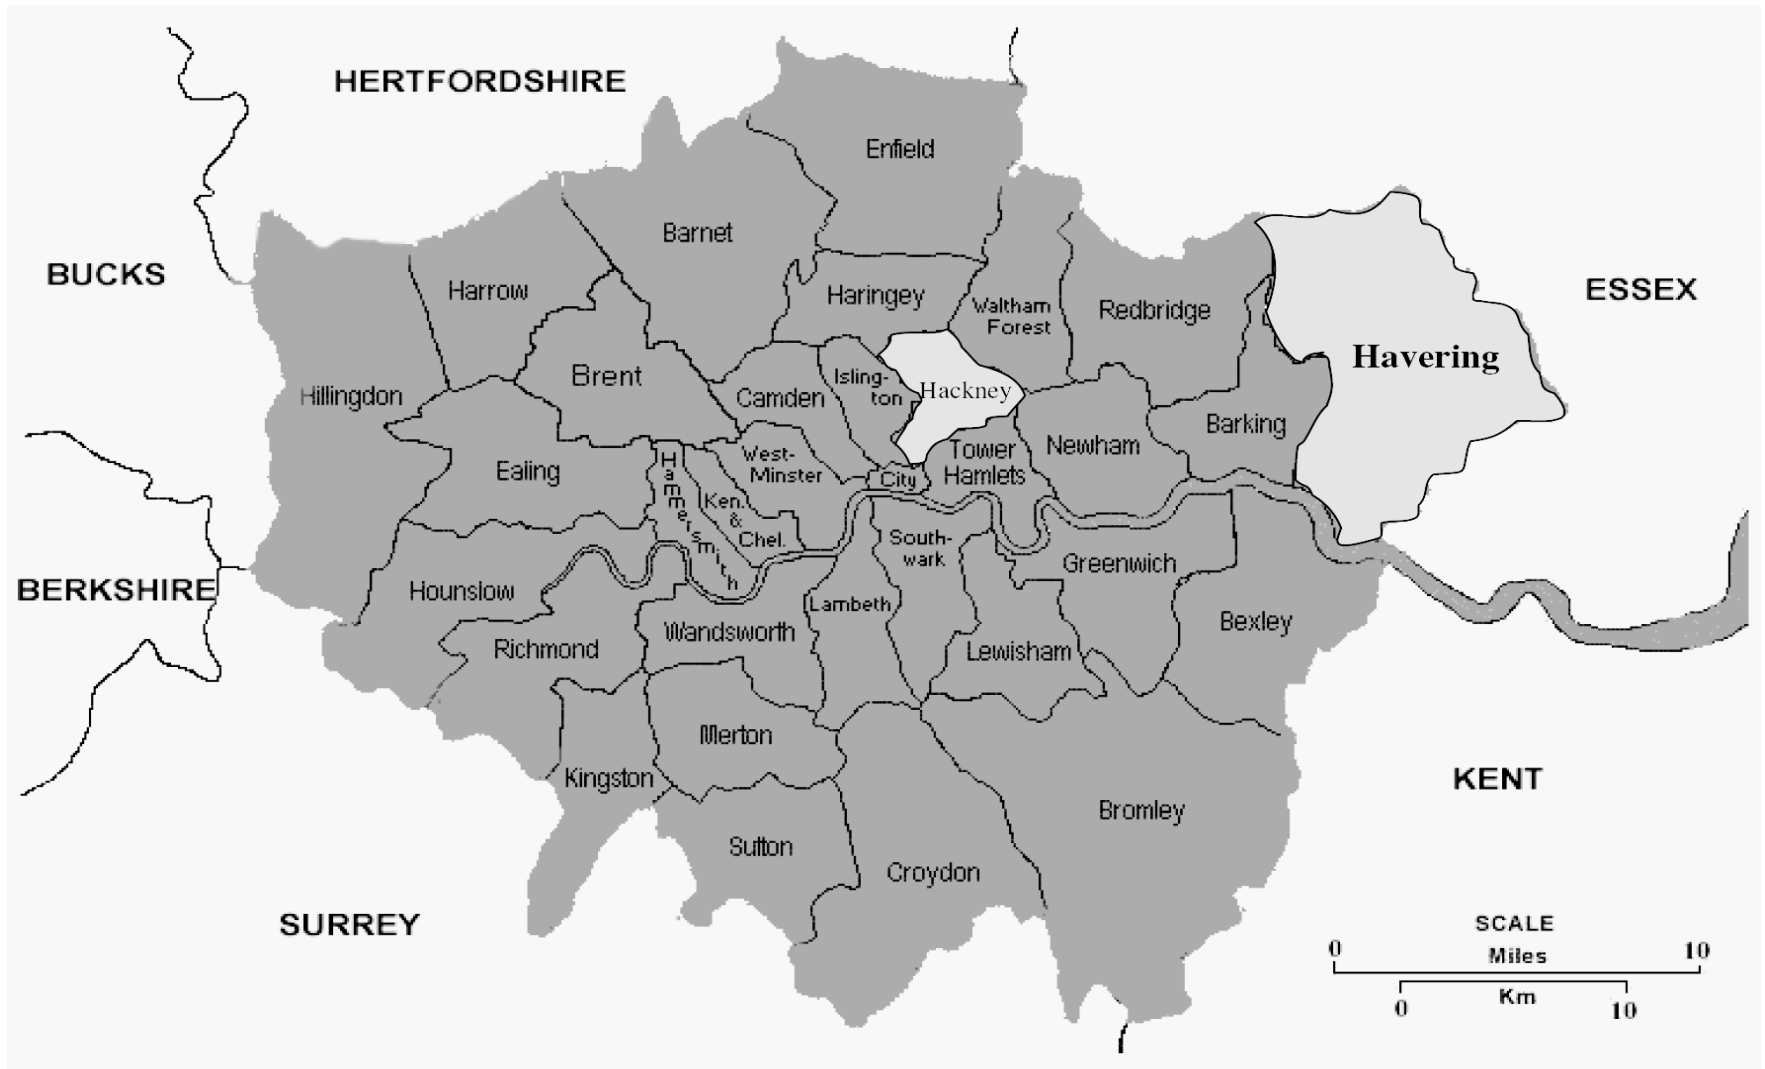 HERTFORDSHIRE
Enfield
Barnet
BUCKS
Harrow
Haringey
Waltham
Forest
Redbridge
ESSEX
Havering
Brent
Isling-
ton
Hackney
Hillingdon
Camden
Barking
Newham
Tower
Hamlets
West-
Minster
Ealing
City
Hammersmith
Ken.
&
Chel.
South-
wark
Greenwich
BERKSHIRE
Hounslow
Lambeth
Bexley
Wandsworth
Richmond
Lewisham
Merton
Kingston
KENT
Bromley
Sutton
Croydon
SURREY
SCALE
0 Miles 10
Km
0 10